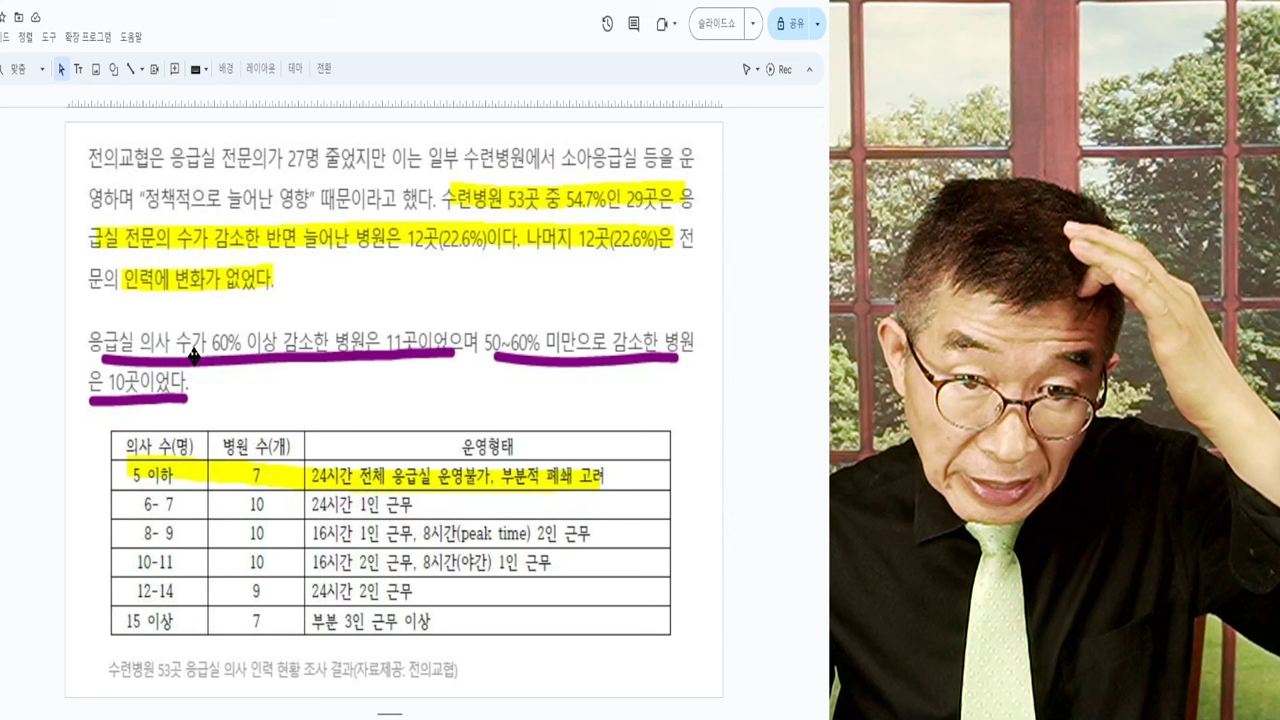 슬라이드쇼
공유
정렬 도구 확장 프로그램 도움말
맞춤
Tт
배경 레이아웃 테마 전환
Rec
전의교협은 응급실 전문의가 27명 줄었지만 이는 일부 수련병원에서 소아응급실 등을 운
영하며 “정책적으로 늘어난 영향” 때문이라고 했다. 수련병원 53곳 중 54.7%인 29곳은 응
급실 전문의 수가 감소한 반면 늘어난 병원은 12곳(22.6%)이다. 나머지 12곳(22.6%)은 전
문의 인력에 변화가 없었다.
응급실 의사 수가 60% 이상 감소한 병원은 11곳이었으며 50~60% 미만으로 감소한 병원
은 10곳이었다.
의사 수(명) 병원 수(개) 운영형태
5 이하 7 24시간 전체 응급실 운영불가, 부분적 폐쇄 고려
6- 7 10 24시간 1인 근무
8- 9 10 16시간 1인 근무, 8시간(peak time) 2인 근무
10-11 10 16시간 2인 근무, 8시간(야간) 1인 근무
12-14 9 24시간 2인 근무
15 이상 7 부분 3인 근무 이상
수련병원 53곳 응급실 의사 인력 현황 조사 결과(자료제공: 전의교협)